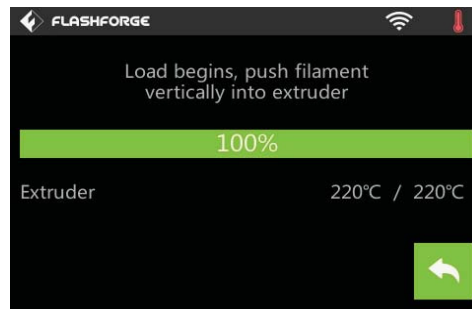 FLASHFORGE
Load begins, push filament
vertically into extruder
100%
Extruder 220℃ / 220℃